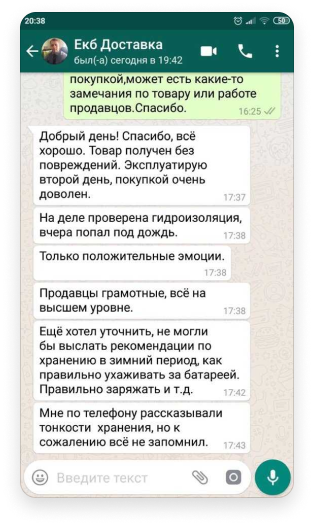 20:38
Екб Доставка
был(-а) сегодня в 19:42
покупкой,может есть какие-то
замечания по товару или работе
продавцов.Спасибо.
16:25
Добрый день! Спасибо, всё
хорошо. Товар получен без
повреждений. Эксплуатирую
второй день, покупкой очень
доволен.
17:37
На деле проверена гидроизоляция,
вчера попал под дождь.
17:38
Только положительные эмоции.
17:38
Продавцы грамотные, всё на
высшем уровне.
17:38
Ещё хотел уточнить, не могли
бы выслать рекомендации по
хранению в зимний период, как
правильно ухаживать за батареей.
Правильно заряжать и т.д.
17:42
Мне по телефону рассказывали
тонкости хранения, но к
сожалению всё не запомнил.
17:43
Введите текст